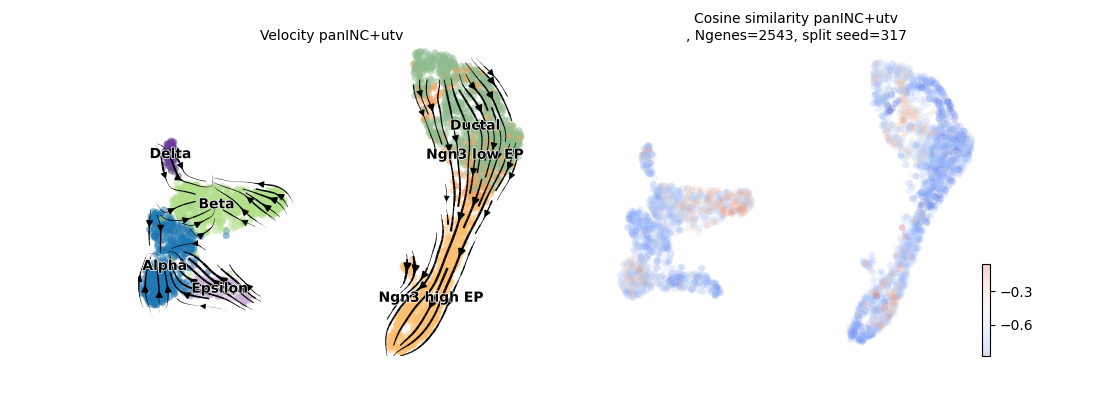 Velocity panINC+utv
Delta
Beta
Alpha
Epsilon
Ductal
Ngn3 low EP
Ngn3 high EP
Cosine similarity panINC+utv
, Ngenes=2543, split seed=317
−0.3
−0.6